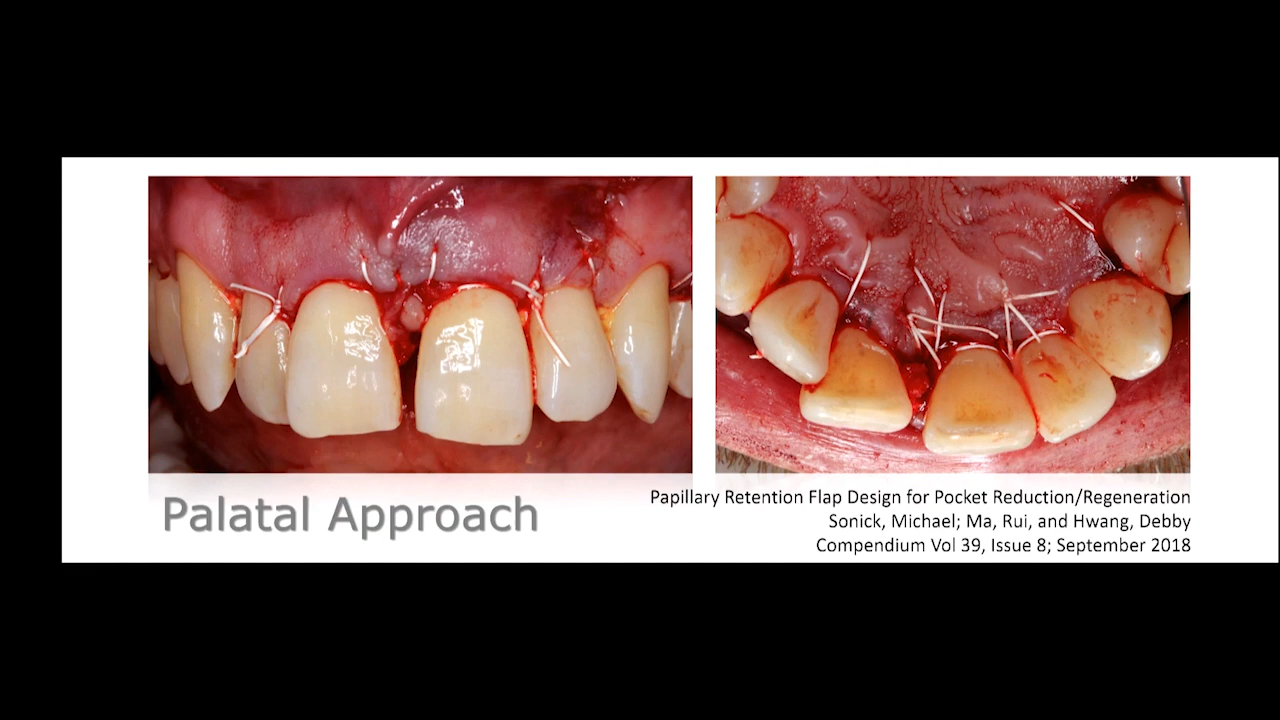 Palatal Approach
Papillary Retention Flap Design for Pocket Reduction/Regeneration
Sonick, Michael; Ma, Rui, and Hwang, Debby
Compendium Vol 39, Issue 8; September 2018